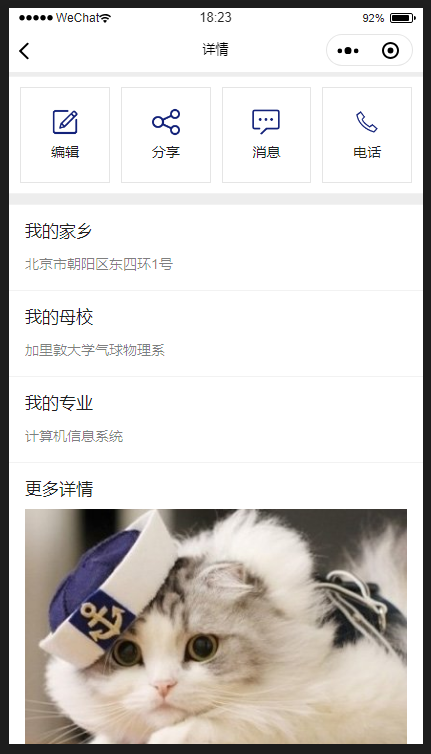 ●●●●● WeChat 18:23 92%
详情
编辑 分享 消息 电话
我的家乡
北京市朝阳区东四环1号
我的母校
加里敦大学气球物理系
我的专业
计算机信息系统
更多详情